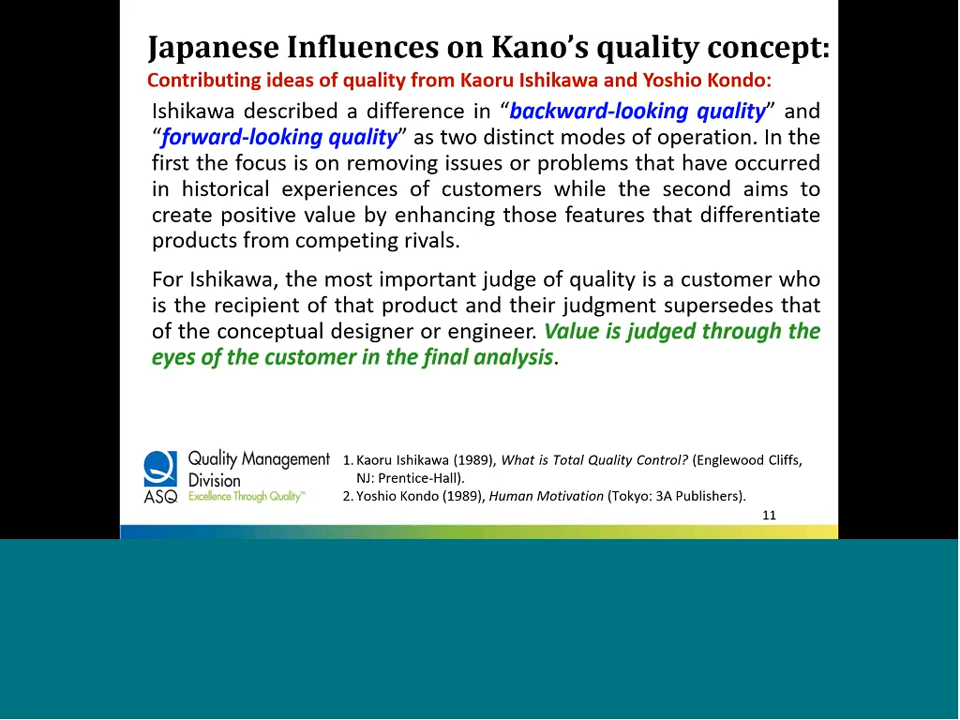 Japanese Influences on Kano's quality concept:
Contributing ideas of quality from Kaoru Ishikawa and Yoshio Kondo:
Ishikawa described a difference in "backward-looking quality" and
"forward-looking quality" as two distinct modes of operation. In the
first the focus is on removing issues or problems that have occurred
in historical experiences of customers while the second aims to
create positive value by enhancing those features that differentiate
products from competing rivals.
For Ishikawa, the most important judge of quality is a customer who
is the recipient of that product and their judgment supersedes that
of the conceptual designer or engineer. Value is judged through the
eyes of the customer in the final analysis.
Quality Management
Division
ASQ Excellence Through Quality™
1. Kaoru Ishikawa (1989), What is Total Quality Control? (Englewood Cliffs,
NJ: Prentice-Hall).
2. Yoshio Kondo (1989), Human Motivation (Tokyo: 3A Publishers).
11